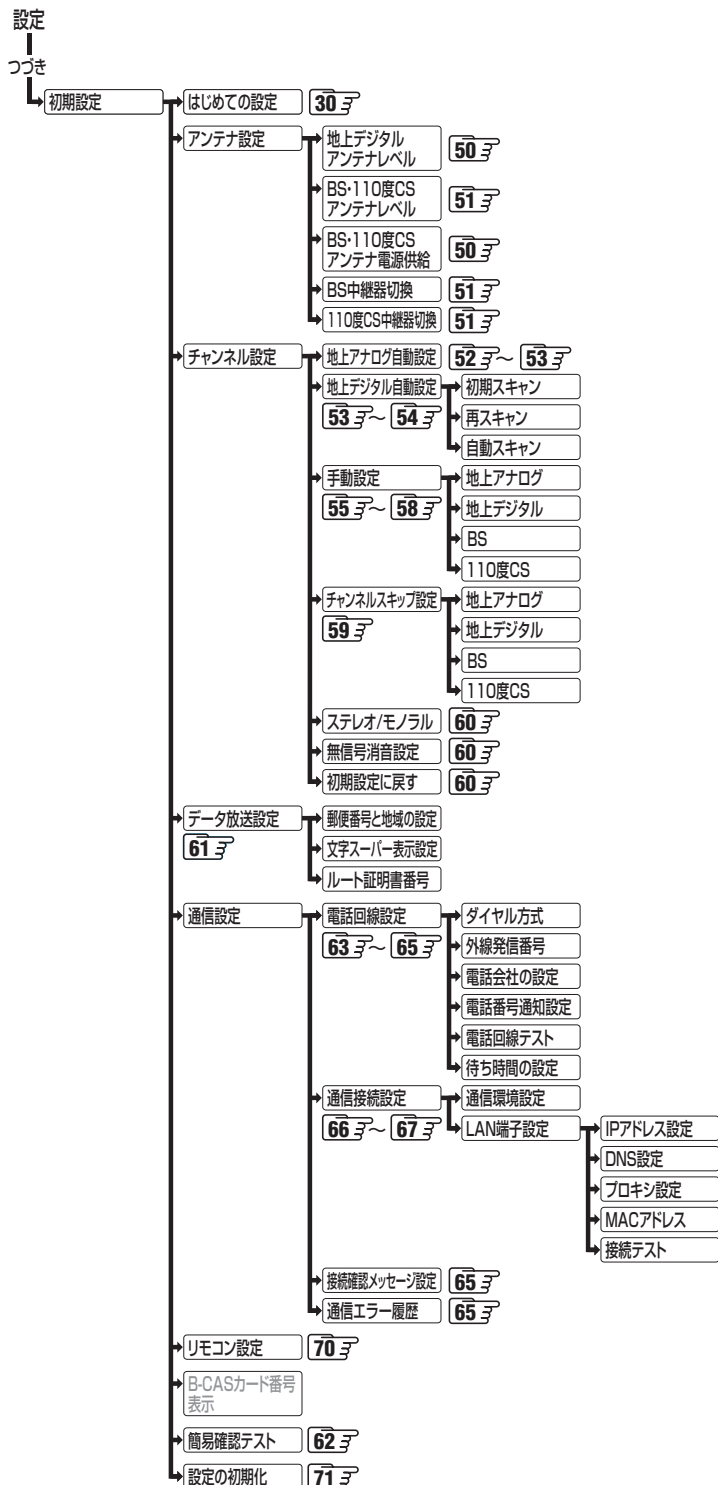 設定
つづき
初期設定
はじめての設定 30
アンテナ設定
地上デジタル
アンテナレベル 50
BS・110度CS
アンテナレベル 51
BS・110度CS
アンテナ電源供給 50
BS中継器切換 51
110度CS中継器切換 51
チャンネル設定
地上アナログ自動設定 52 ~ 53
地上デジタル自動設定
53 ~ 54
初期スキャン
再スキャン
自動スキャン
手動設定
55 ~ 58
地上アナログ
地上デジタル
BS
110度CS
チャンネルスキップ設定
59
地上アナログ
地上デジタル
BS
110度CS
ステレオ/モノラル 60
無信号消音設定 60
初期設定に戻す 60
データ放送設定
61
郵便番号と地域の設定
文字スーパー表示設定
ルート証明書番号
通信設定
電話回線設定
63 ~ 65
ダイヤル方式
外線発信番号
電話会社の設定
電話番号通知設定
電話回線テスト
待ち時間の設定
通信接続設定
66 ~ 67
通信環境設定
LAN端子設定
IPアドレス設定
DNS設定
プロキシ設定
MACアドレス
接続テスト
接続確認メッセージ設定 65
通信エラー履歴 65
リモコン設定 70
B-CASカード番号
表示
簡易確認テスト 62
設定の初期化 71